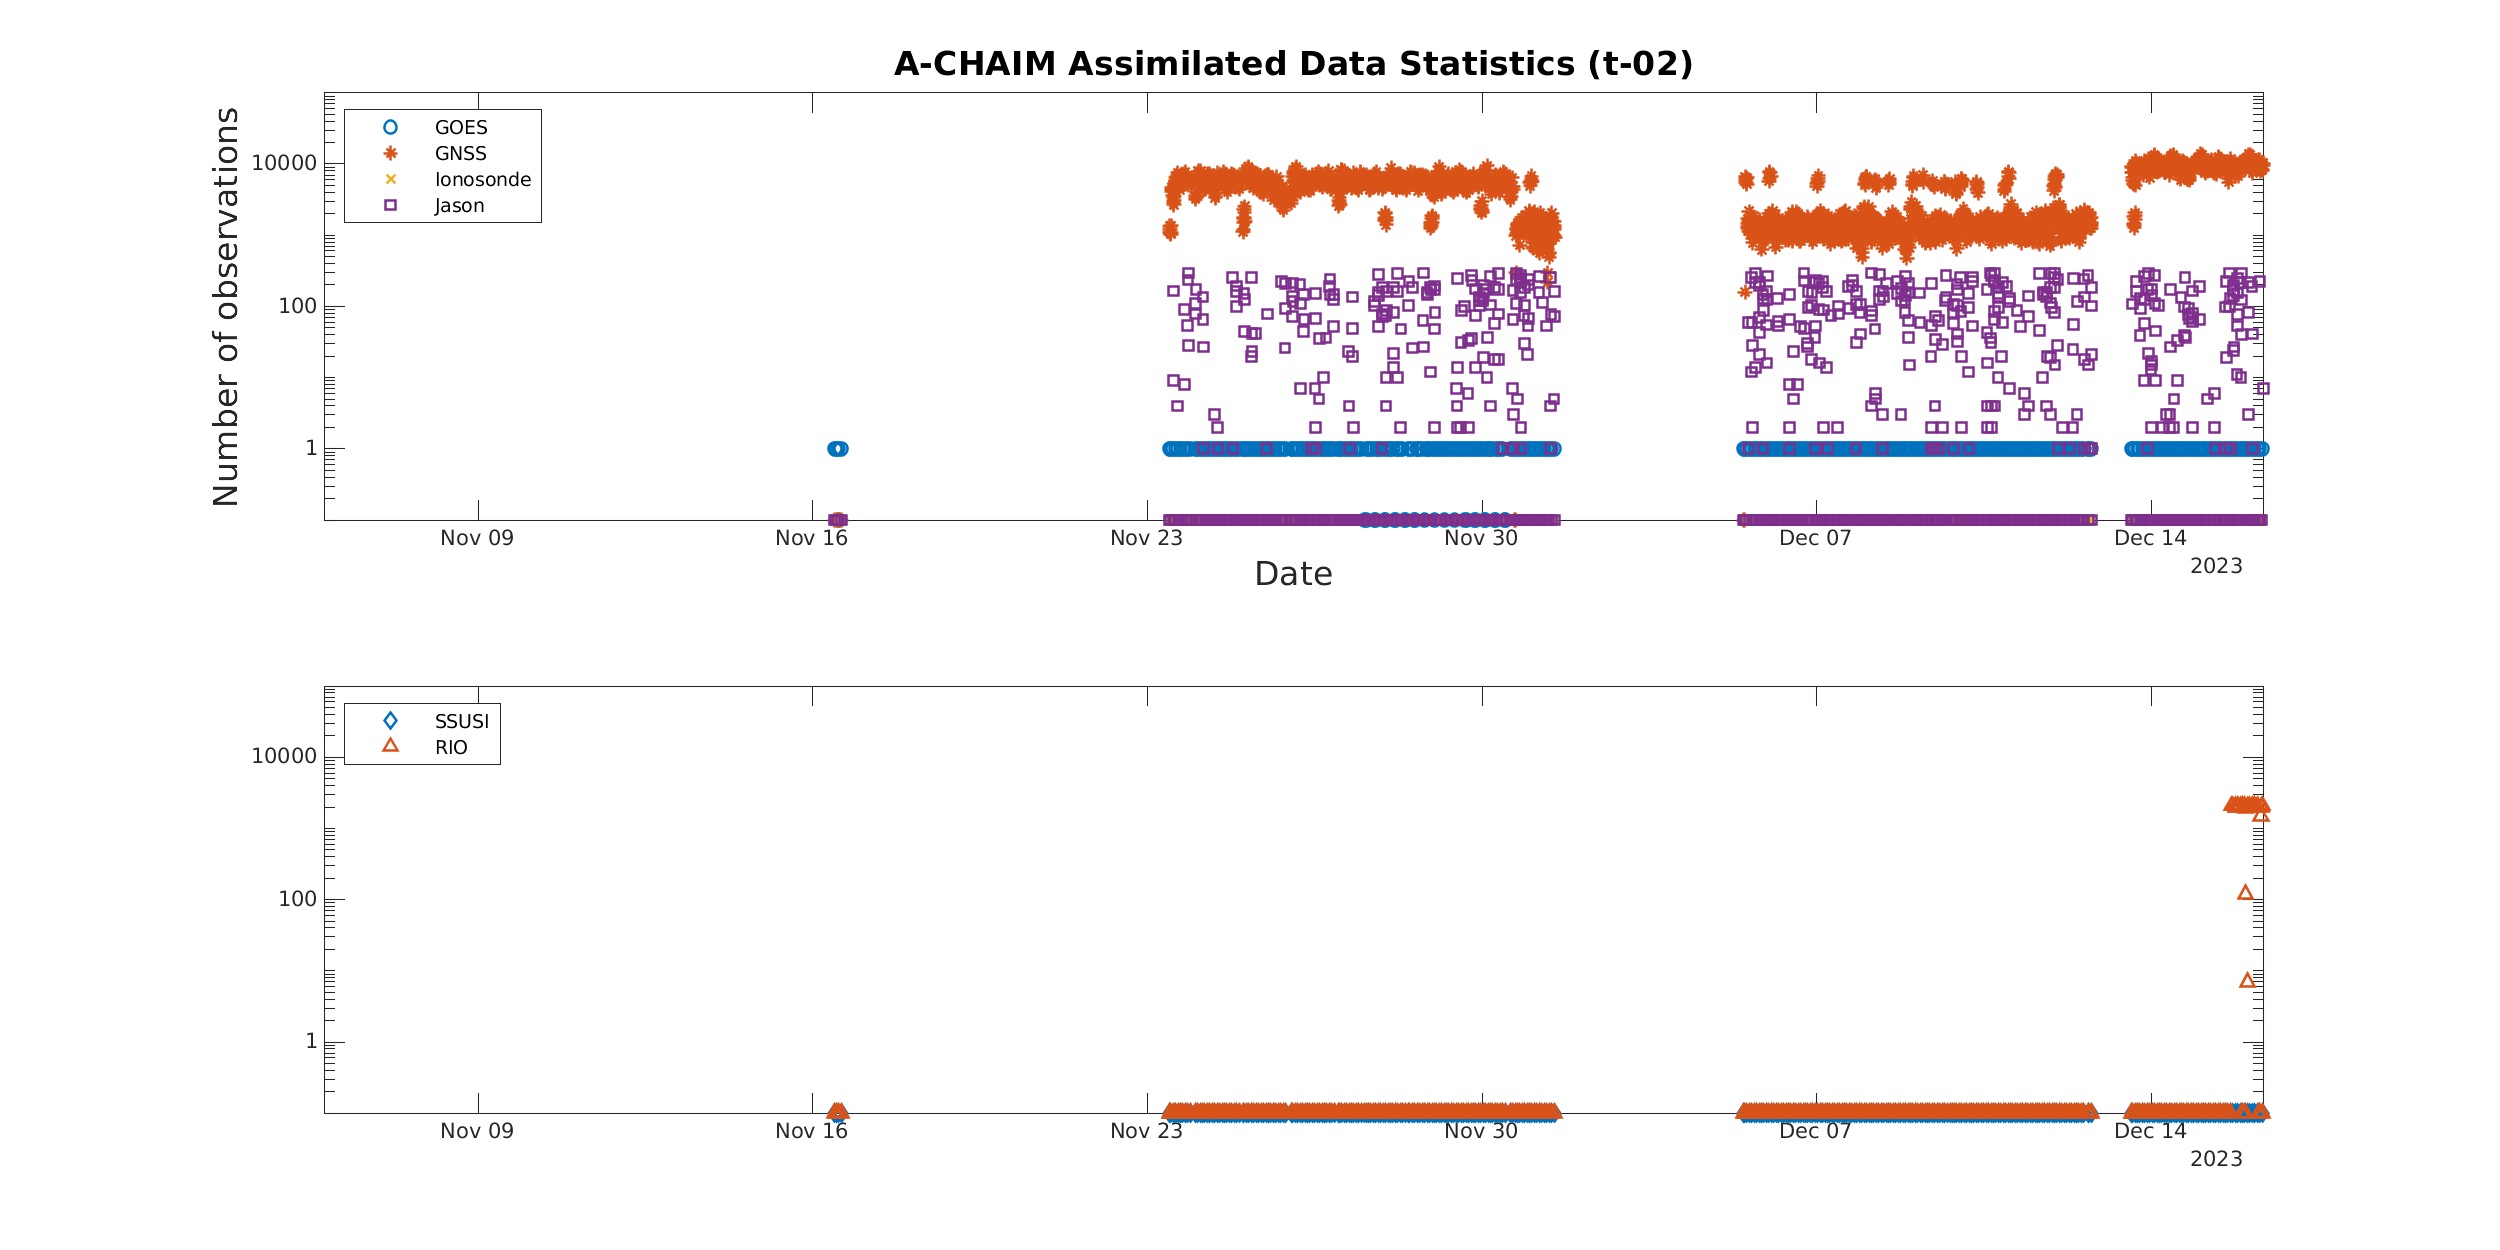 A-CHAIM Assimilated Data Statistics (t-02)
Number of observations
10000
100
1
GOES
GNSS
Ionosonde
Jason
Nov 09
Nov 16
Nov 23
Nov 30
Dec 07
Dec 14
2023
Date
10000
100
1
SSUSI
RIO
Nov 09
Nov 16
Nov 23
Nov 30
Dec 07
Dec 14
2023